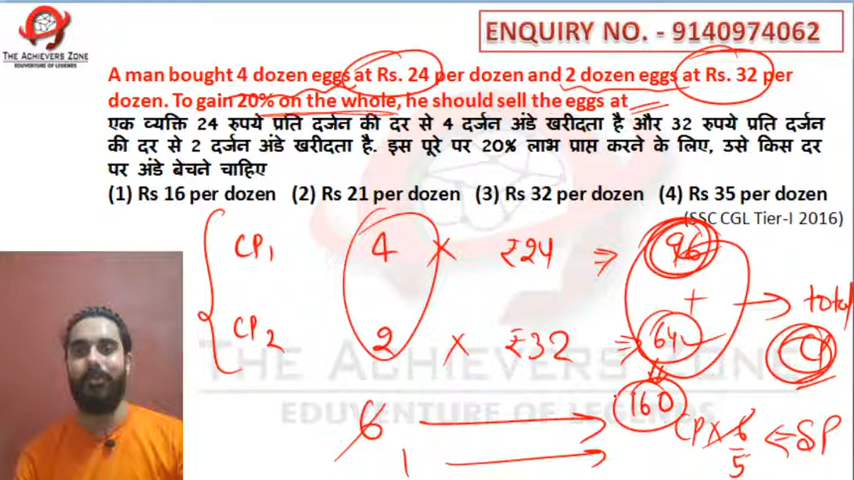 THE ACHIEVERS ZONE
EDUVENTURE OF LEGENDS
ENQUIRY NO. - 9140974062
A man bought 4 dozen eggs at Rs. 24 per dozen and 2 dozen eggs at Rs. 32 per
dozen. To gain 20% on the whole, he should sell the eggs at
एक व्यक्ति 24 रुपये प्रति दर्जन की दर से 4 दर्जन अंडे खरीदता है और 32 रुपये प्रति दर्जन
की दर से 2 दर्जन अंडे खरीदता है. इस पूरे पर 20% लाभ प्राप्त करने के लिए, उसे किस दर
पर अंडे बेचने चाहिए
(1) Rs 16 per dozen (2) Rs 21 per dozen (3) Rs 32 per dozen (4) Rs 35 per dozen
(SSC CGL Tier-I 2016)
CP1 4 × ₹24 ⇒ 96
+ → total
CP2 2 × ₹32 ⇒ 64 CP
THE ACHIEVERS ZONE
160
EDUVENTURE OF LEGENDS
6 → CP × 6/5 ⇐ SP
1 →